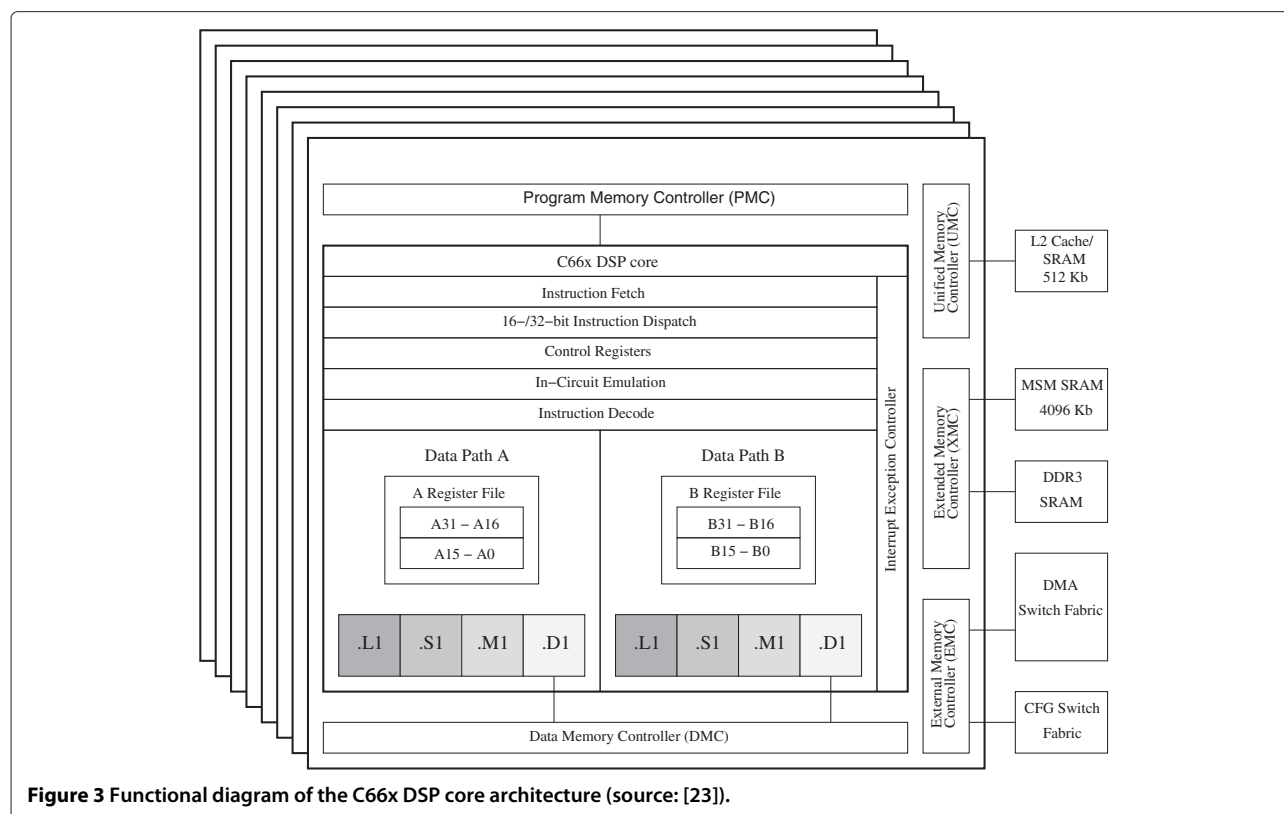 Program Memory Controller (PMC)
C66x DSP core
Instruction Fetch
16−/32−bit Instruction Dispatch
Control Registers
In−Circuit Emulation
Instruction Decode
Interrupt Exception Controller
Data Path A
A Register File
A31 − A16
A15 − A0
.L1
.S1
.M1
.D1
Data Path B
B Register File
B31 − B16
B15 − B0
.L1
.S1
.M1
.D1
Data Memory Controller (DMC)
Unified Memory
Controller (UMC)
Extended Memory
Controller (XMC)
External Memory
Controller (EMC)
L2 Cache/
SRAM
512 Kb
MSM SRAM
4096 Kb
DDR3
SRAM
DMA
Switch Fabric
CFG Switch
Fabric
Figure 3 Functional diagram of the C66x DSP core architecture (source: [23]).